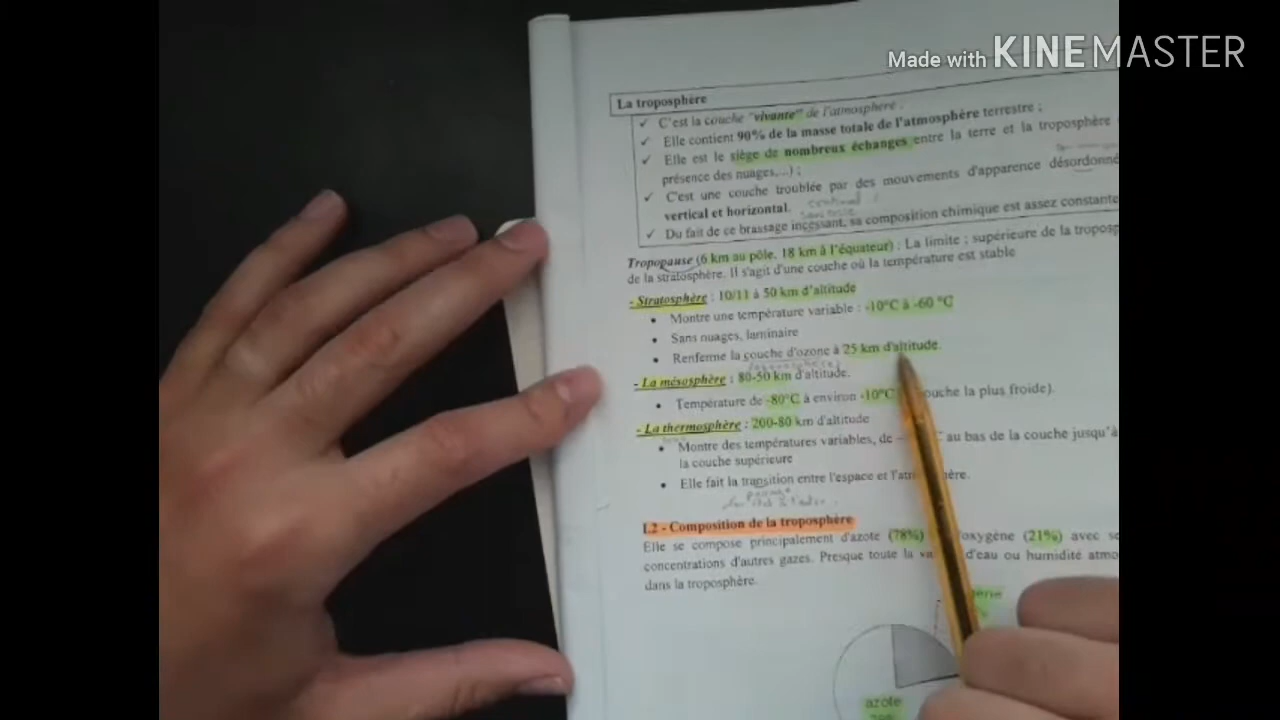 Made with KINEMASTER
La troposphère
✓ C'est la couche "vivante" de l'atmosphère.
✓ Elle contient 90% de la masse totale de l'atmosphère terrestre ;
✓ Elle est le siège de nombreux échanges entre la terre et la troposphère
présence des nuages,...) ;
✓ C'est une couche troublée par des mouvements d'apparence désordonné
vertical et horizontal.
✓ Du fait de ce brassage incessant, sa composition chimique est assez constante
Tropopause (6 km au pôle, 18 km à l'équateur) : La limite ; supérieure de la tropos
de la stratosphère. Il s'agit d'une couche où la température est stable
- Stratosphère : 10/11 à 50 km d'altitude
• Montre une température variable : -10°C à -60 °C
• Sans nuages, laminaire
• Renferme la couche d'ozone à 25 km d'altitude.
- La mésosphère : 80-50 km d'altitude.
• Température de -80°C à environ -10°C ouche la plus froide).
- La thermosphère : 200-80 km d'altitude
• Montre des températures variables, de au bas de la couche jusqu'à
la couche supérieure
• Elle fait la transition entre l'espace et l'atm hère.
I.2 - Composition de la troposphère
Elle se compose principalement d'azote (78%) oxygène (21%) avec
concentrations d'autres gazes. Presque toute la va d'eau ou humidité atmo
dans la troposphère.
azote